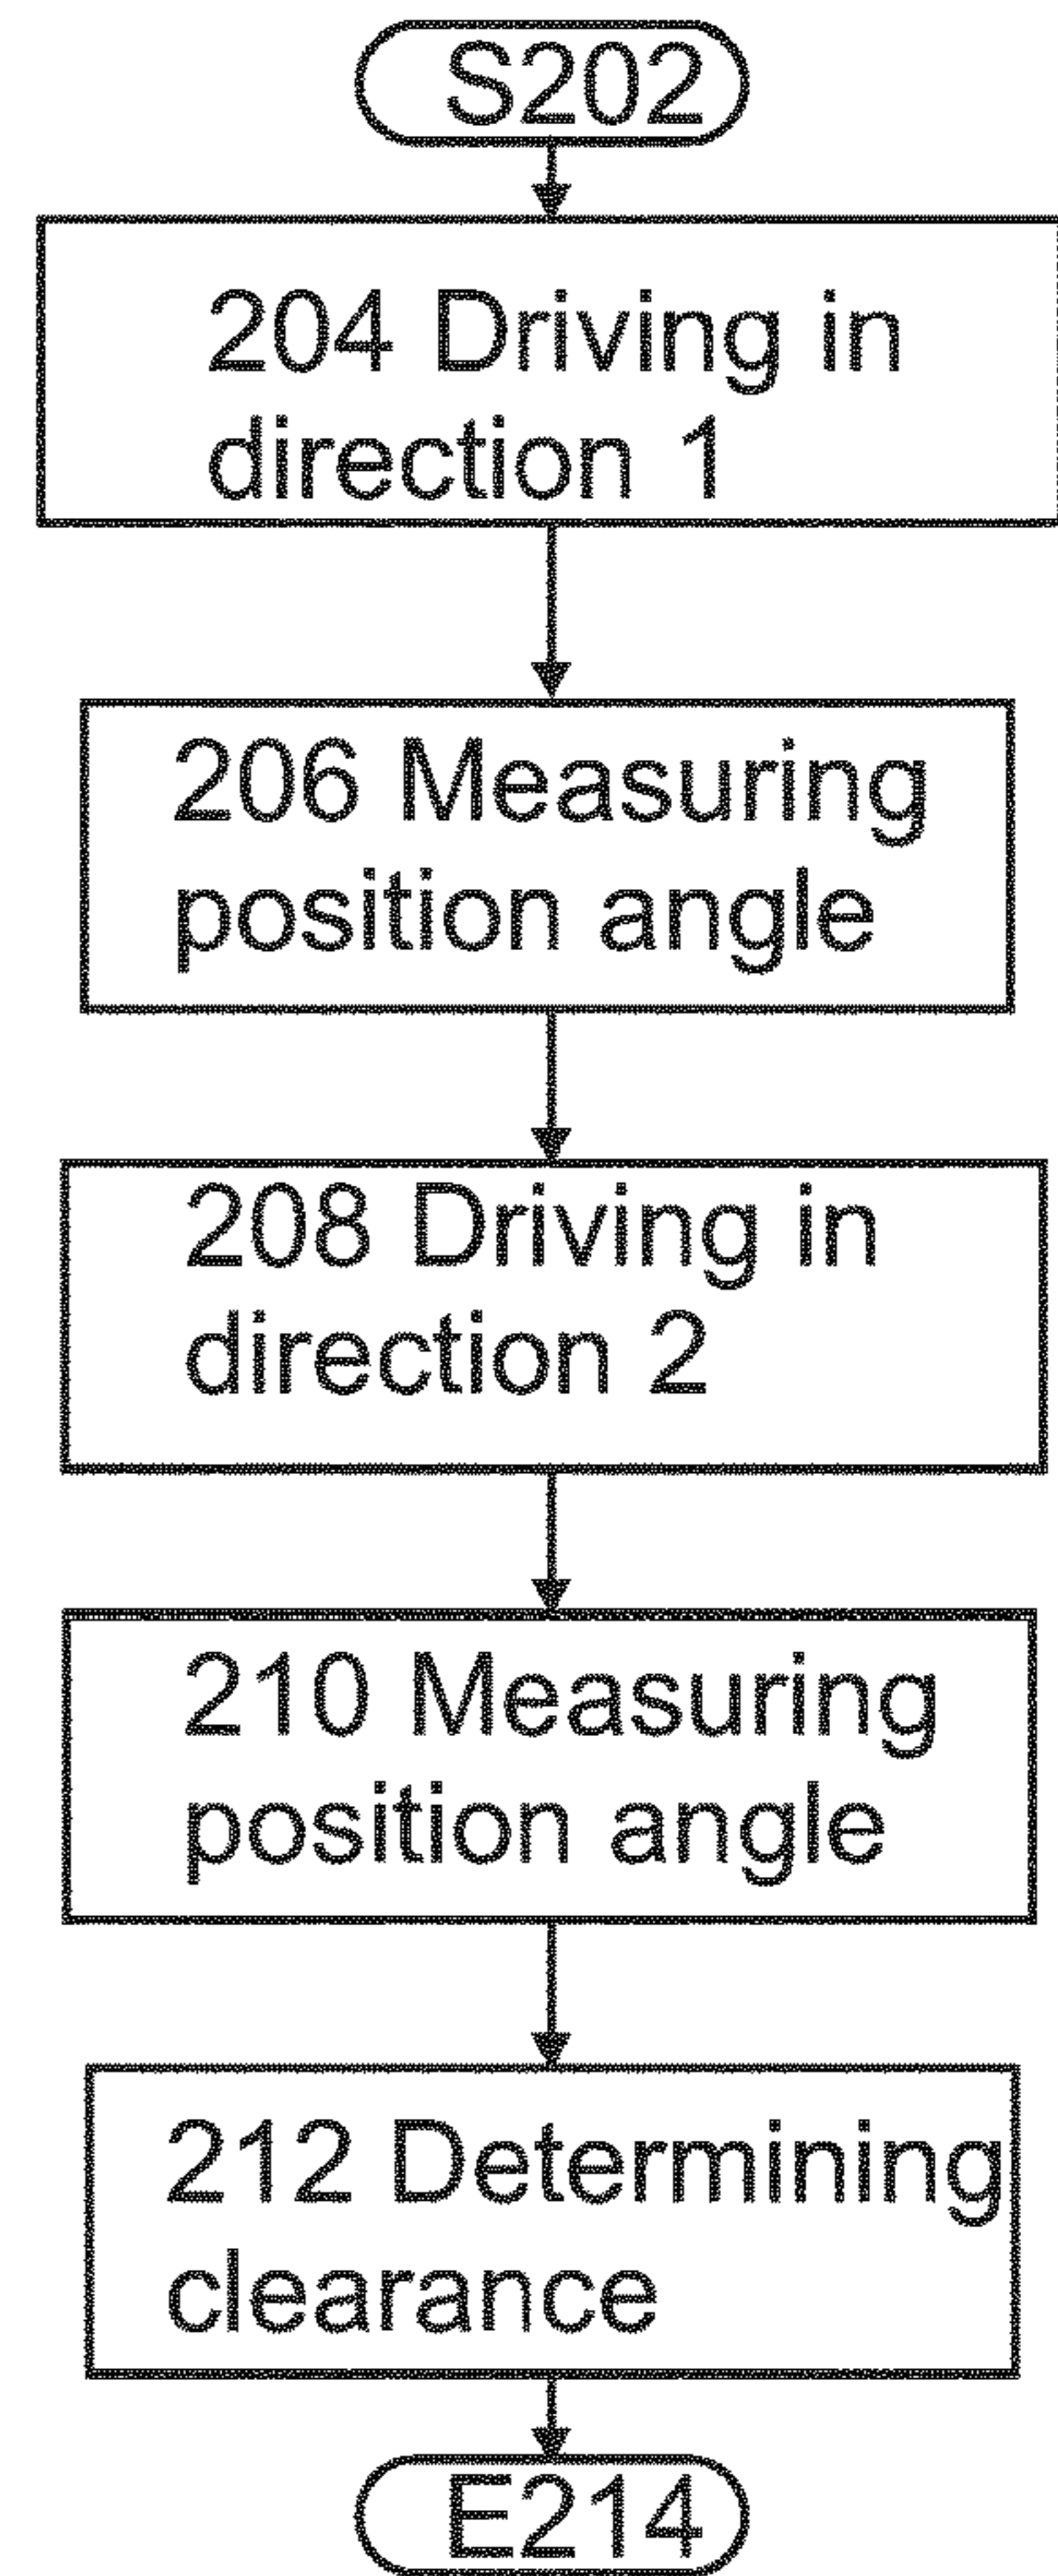 S202
204 Driving in
direction 1
206 Measuring
position angle
208 Driving in
direction 2
210 Measuring
position angle
212 Determining
clearance
E214